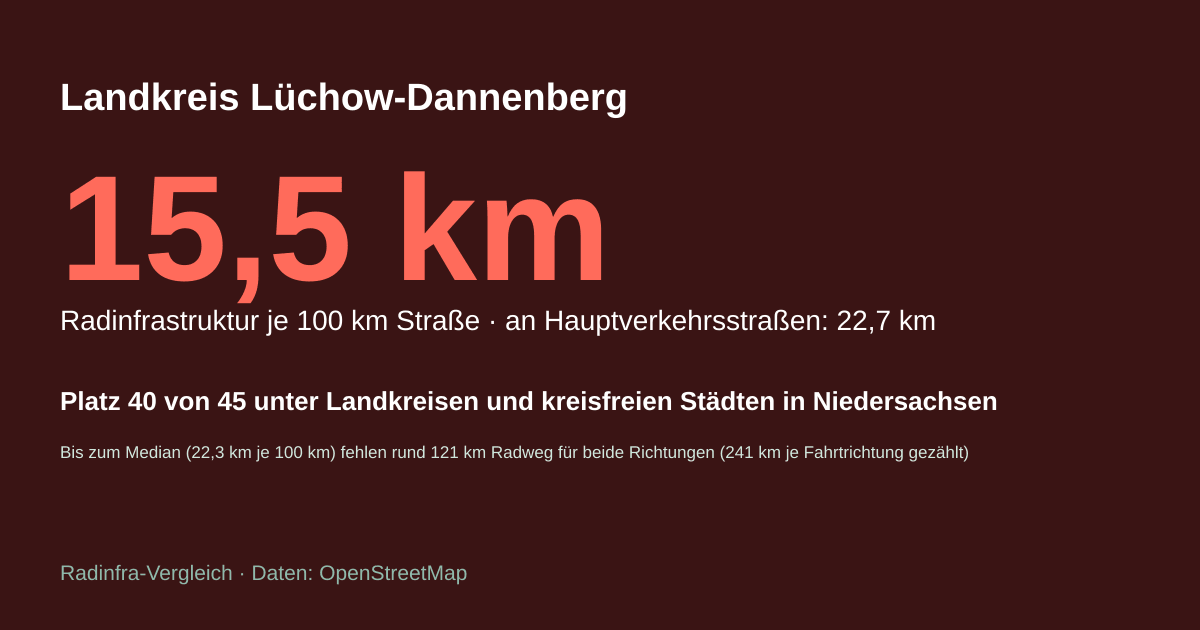 Landkreis Lüchow-Dannenberg
15,5 km
Radinfrastruktur je 100 km Straße · an Hauptverkehrsstraßen: 22,7 km
Platz 40 von 45 unter Landkreisen und kreisfreien Städten in Niedersachsen
Bis zum Median (22,3 km je 100 km) fehlen rund 121 km Radweg für beide Richtungen (241 km je Fahrtrichtung gezählt)
Radinfra-Vergleich · Daten: OpenStreetMap